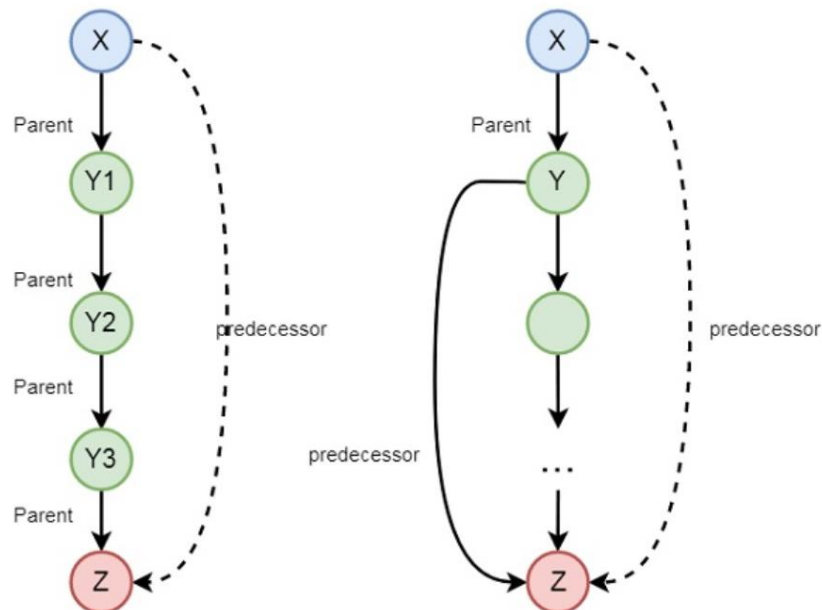 X
Parent
Y1
Parent
Y2
predecessor
Parent
Y3
Parent
Z
X
Parent
Y
predecessor
predecessor
...
Z